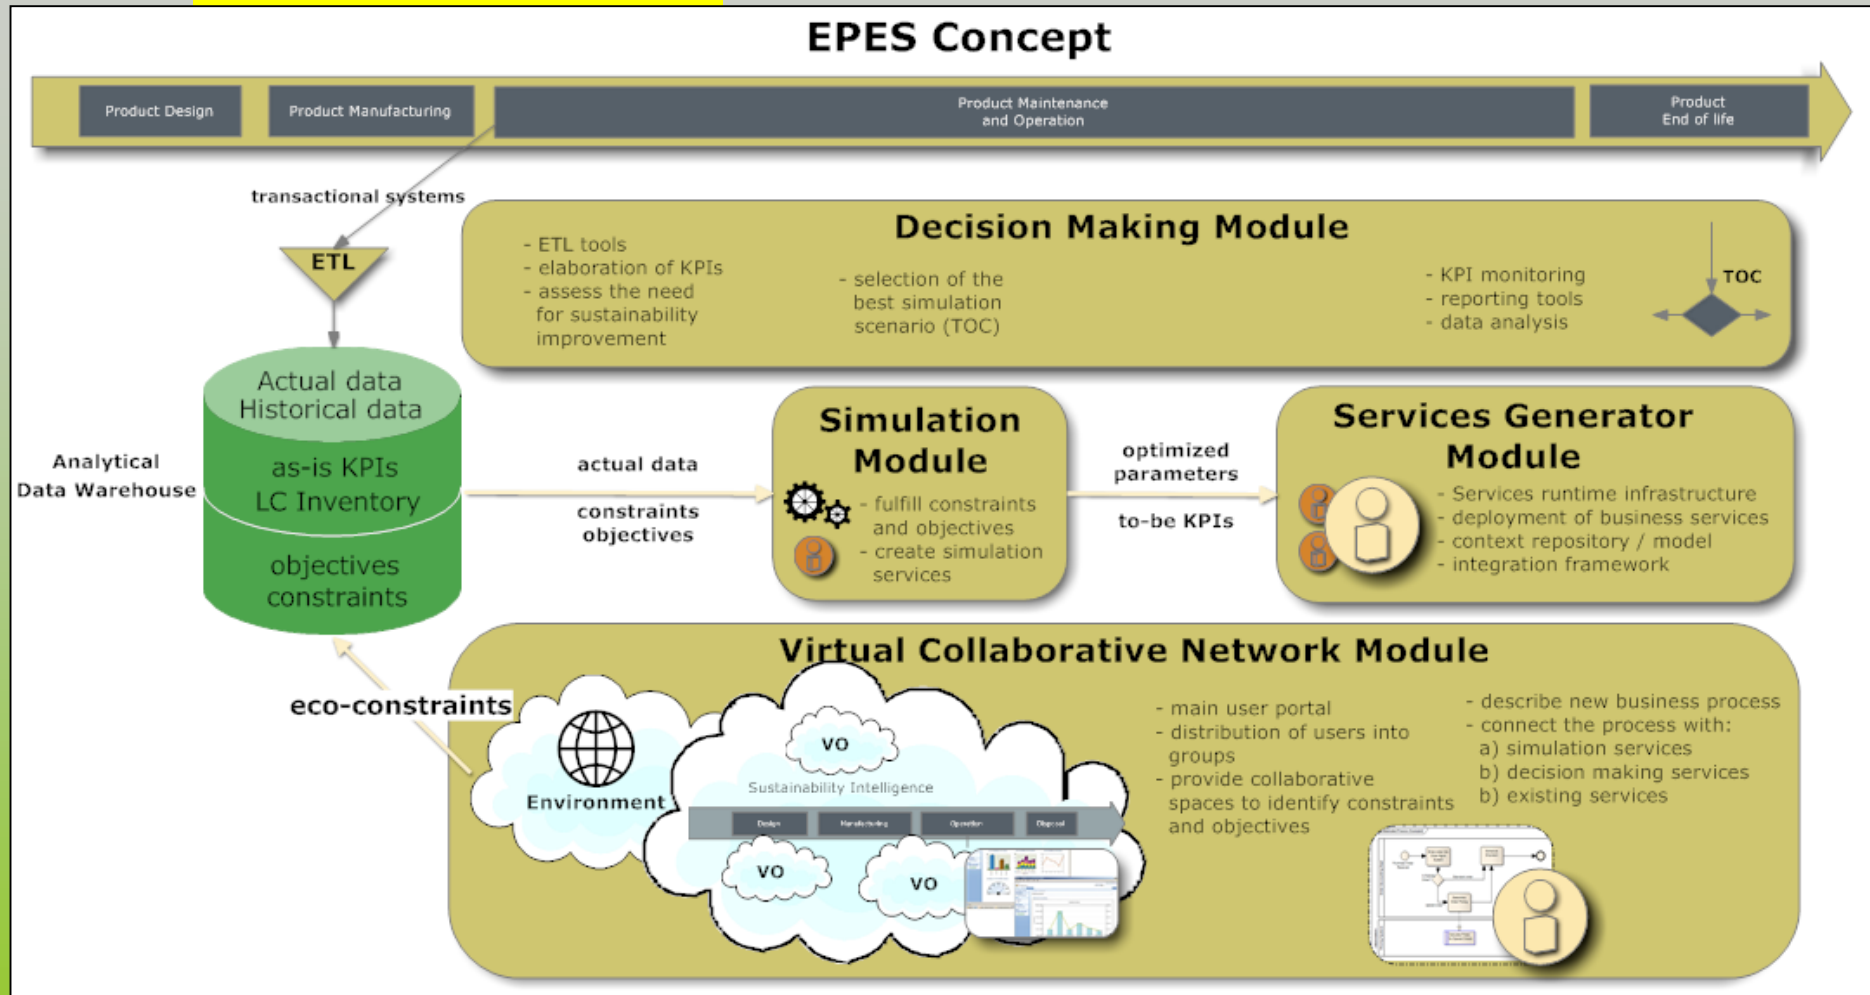 EPES Concept
Product Design
Product Manufacturing
Product Maintenance
and Operation
Product
End of life
transactional systems
ETL
Decision Making Module
- ETL tools
- elaboration of KPIs
- assess the need
for sustainability
improvement
- selection of the
best simulation
scenario (TOC)
- KPI monitoring
- reporting tools
- data analysis
TOC
Analytical
Data Warehouse
Actual data
Historical data
as-is KPIs
LC Inventory
objectives
constraints
actual data
constraints
objectives
Simulation
Module
- fulfill constraints
and objectives
- create simulation
services
optimized
parameters
to-be KPIs
Services Generator
Module
- Services runtime infrastructure
- deployment of business services
- context repository / model
- integration framework
eco-constraints
Virtual Collaborative Network Module
Environment
VO
Sustainability Intelligence
Design
Manufacturing
Operation
Disposal
VO
VO
- main user portal
- distribution of users into
groups
- provide collaborative
spaces to identify constraints
and objectives
- describe new business process
- connect the process with:
a) simulation services
b) decision making services
b) existing services